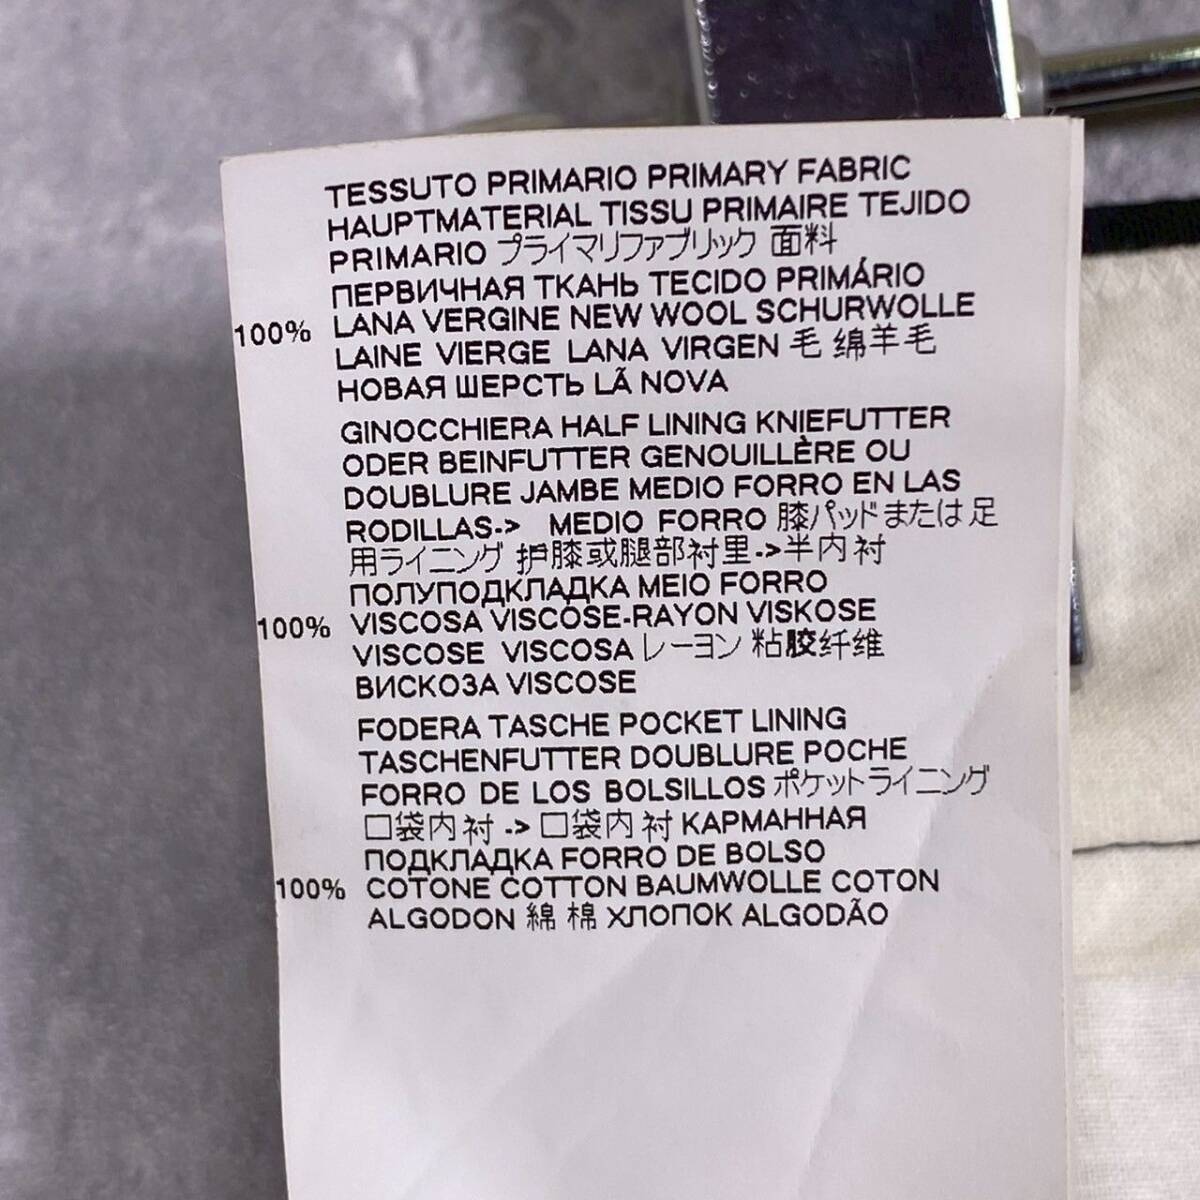 TESSUTO PRIMARIO PRIMARY FABRIC
HAUPTMATERIAL TISSU PRIMAIRE TEJIDO
PRIMARIO プライマリファブリック 面料
ПЕРВИЧНАЯ ТКАНЬ TECIDO PRIMÁRIO
100% LANA VERGINE NEW WOOL SCHURWOLLE
LAINE VIERGE LANA VIRGEN 毛 绵羊毛
НОВАЯ ШЕРСТЬ LÃ NOVA
GINOCCHIERA HALF LINING KNIEFUTTER
ODER BEINFUTTER GENOUILLÈRE OU
DOUBLURE JAMBE MEDIO FORRO EN LAS
RODILLAS-> MEDIO FORRO 膝パッドまたは足
用ライニング 护膝或腿部衬里->半内衬
ПОЛУПОДКЛАДКА MEIO FORRO
100% VISCOSA VISCOSE-RAYON VISKOSE
VISCOSE VISCOSA レーヨン 粘胶纤维
ВИСКОЗА VISCOSE
FODERA TASCHE POCKET LINING
TASCHENFUTTER DOUBLURE POCHE
FORRO DE LOS BOLSILLOS ポケットライニング
口袋内衬 -> 口袋内衬 КАРМАННАЯ
ПОДКЛАДКА FORRO DE BOLSO
100% COTONE COTTON BAUMWOLLE COTON
ALGODON 綿 棉 ХЛОПОК ALGODÃO